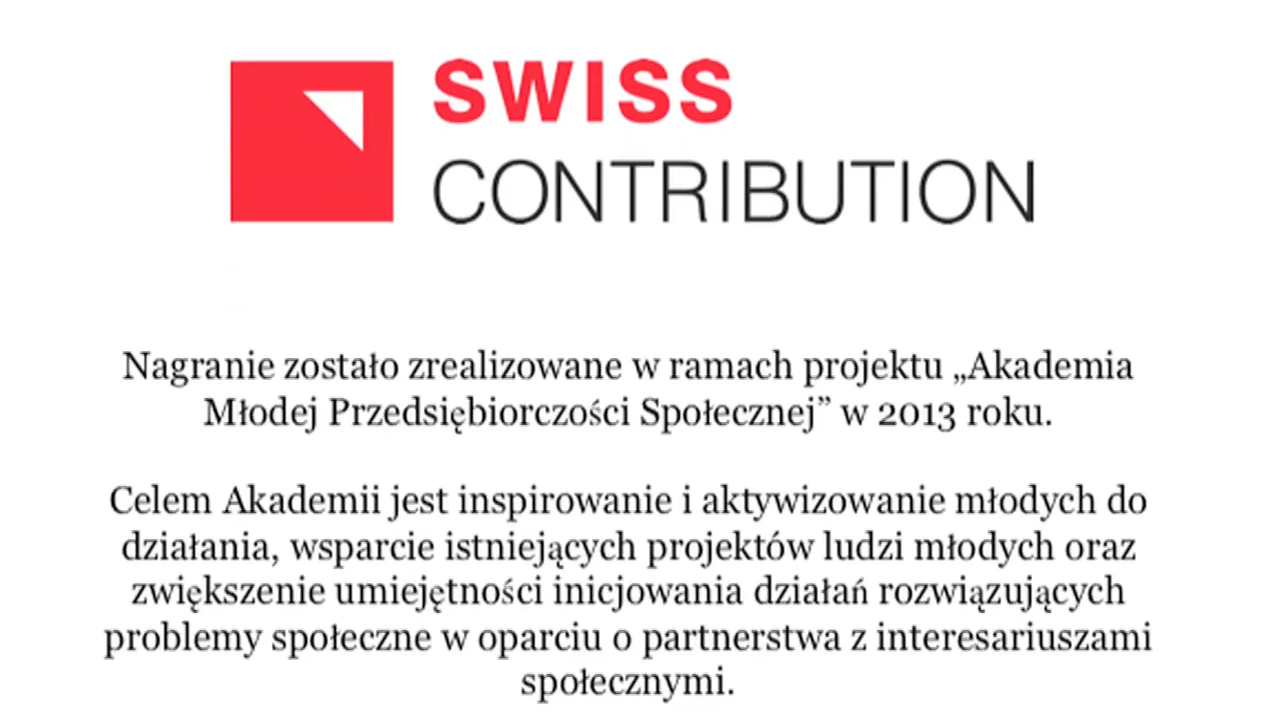 SWISS
CONTRIBUTION
Nagranie zostało zrealizowane w ramach projektu „Akademia
Młodej Przedsiębiorczości Społecznej” w 2013 roku.
Celem Akademii jest inspirowanie i aktywizowanie młodych do
działania, wsparcie istniejących projektów ludzi młodych oraz
zwiększenie umiejętności inicjowania działań rozwiązujących
problemy społeczne w oparciu o partnerstwa z interesariuszami
społecznymi.